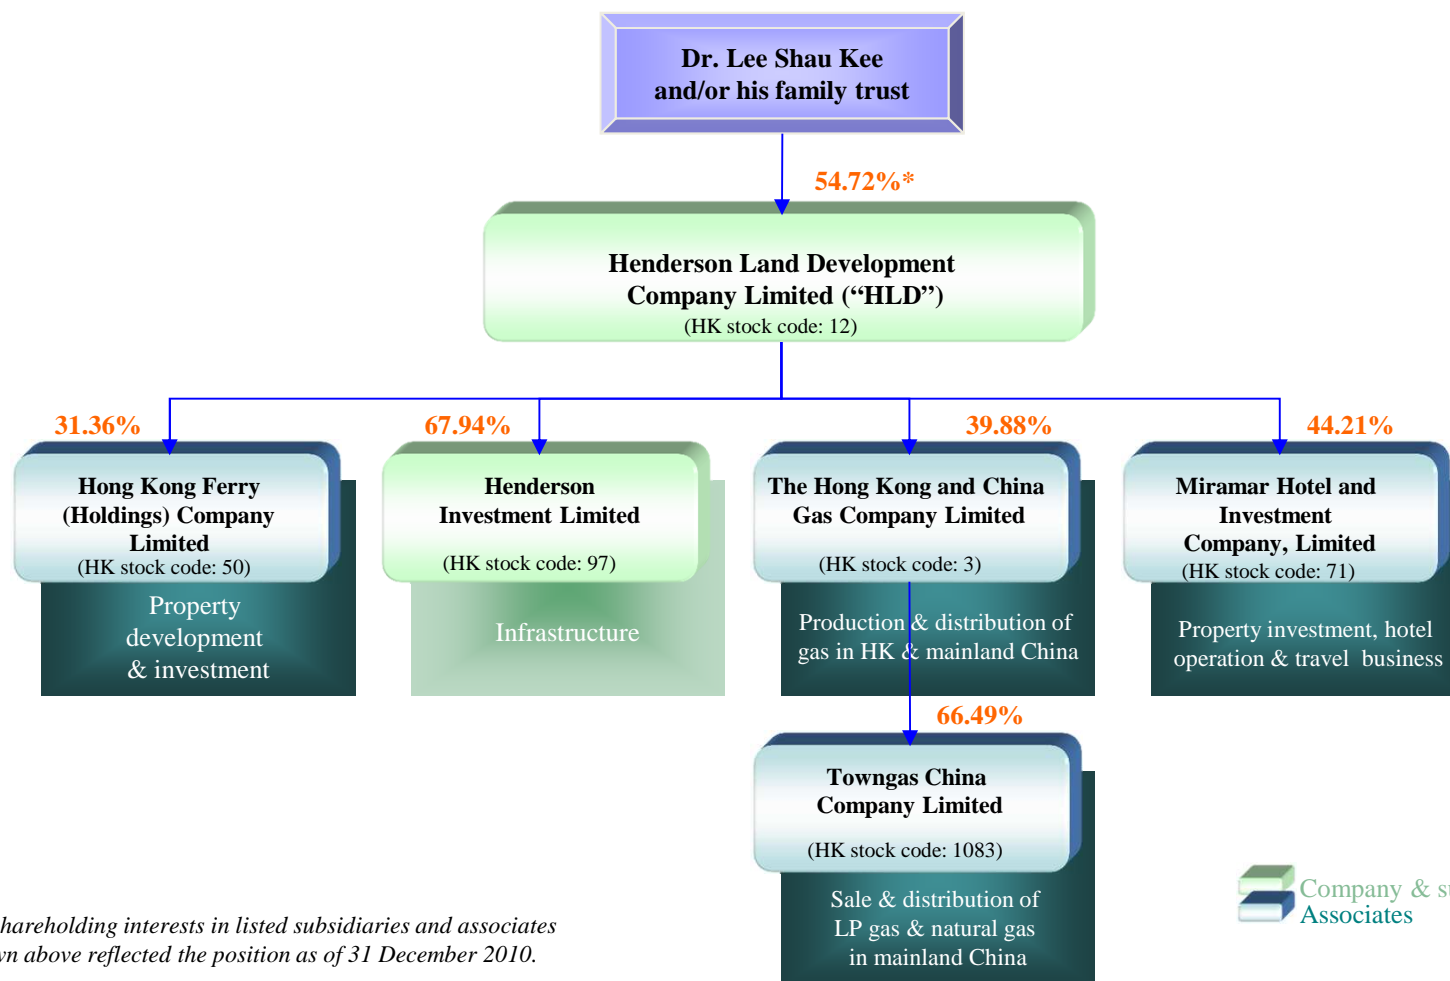 Dr. Lee Shau Kee
and/or his family trust
54.72%*
Henderson Land Development
Company Limited (“HLD”)
(HK stock code: 12)
31.36%
67.94%
39.88%
44.21%
Hong Kong Ferry
(Holdings) Company
Limited
(HK stock code: 50)
Property
development
& investment
Henderson
Investment Limited
(HK stock code: 97)
Infrastructure
The Hong Kong and China
Gas Company Limited
(HK stock code: 3)
Production & distribution of
gas in HK & mainland China
Miramar Hotel and
Investment
Company, Limited
(HK stock code: 71)
Property investment, hotel
operation & travel business
66.49%
Towngas China
Company Limited
(HK stock code: 1083)
Sale & distribution of
LP gas & natural gas
in mainland China
Company &
Associates
interests in listed subsidiaries and associates
above reflected the position as of 31 December 2010.